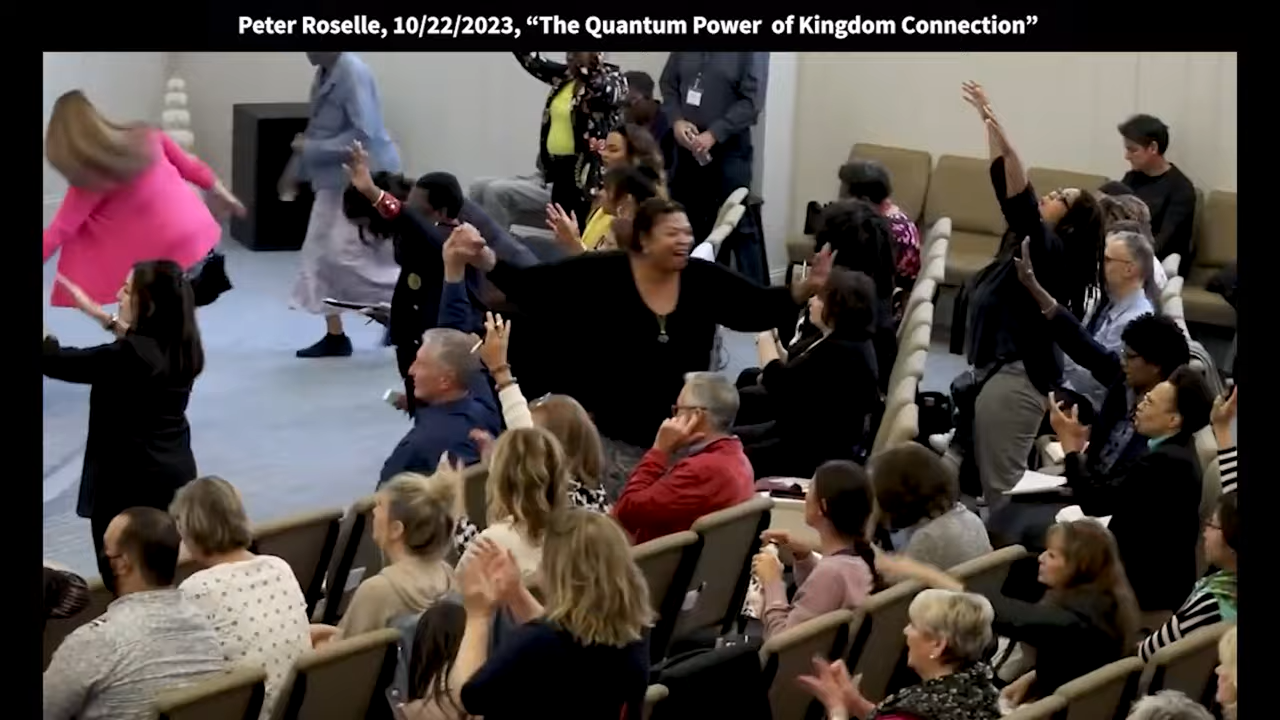 Peter Roselle, 10/22/2023, “The Quantum Power  of Kingdom Connection”